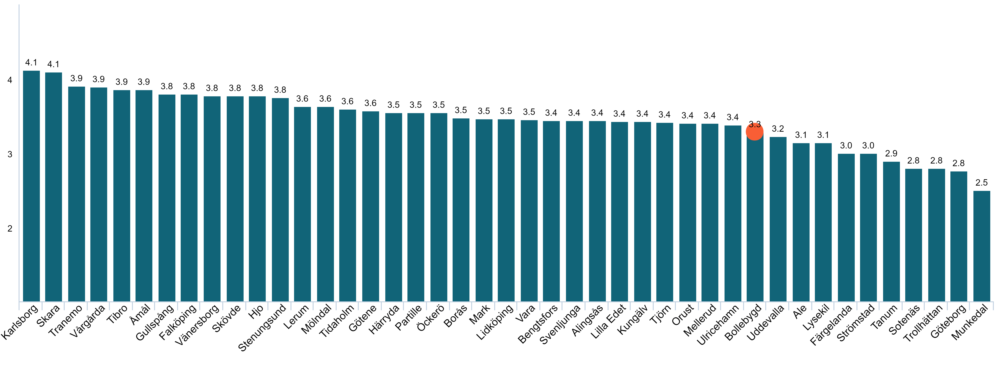 4.1 4.1 3.9 3.9 3.9 3.9 3.8 3.8 3.8 3.8 3.8 3.8 3.6 3.6 3.6 3.6 3.5 3.5 3.5 3.5 3.5 3.5 3.5 3.4 3.4 3.4 3.4 3.4 3.4 3.4 3.4 3.4 3.3 3.2 3.1 3.1 3.0 3.0 2.9 2.8 2.8 2.8 2.5
4
3
2
Karlsborg Skara Tranemo Vårgårda Tibro Åmål Gullspång Falköping Vänersborg Skövde Hjo Stenungsund Lerum Mölndal Tidaholm Götene Härryda Partille Öckerö Borås Mark Lidköping Vara Bengtsfors Svenljunga Alingsås Lilla Edet Kungälv Tjörn Orust Mellerud Ulricehamn Bollebygd Uddevalla Ale Lysekil Färgelanda Strömstad Tanum Sotenäs Trollhättan Göteborg Munkedal